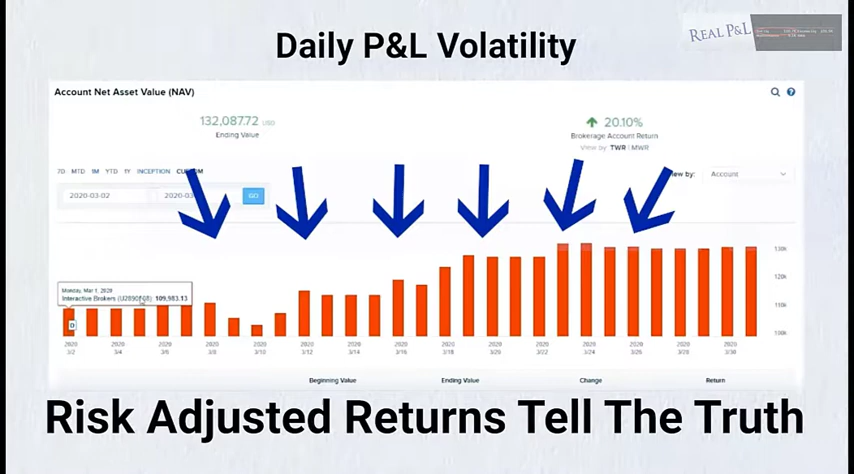 Daily P&L Volatility
REAL P&L
Account Net Asset Value (NAV)
132,087.72 USD
Ending Value
20.10%
Brokerage Account Return
View by: TWR | MWR
7D MTD 1M YTD 1Y INCEPTION
2020-03-02
GO
view by: Account
Monday, Mar 1, 2020
109,983.13
Interactive Brokers
130k
120k
110k
100k
2020 2020 2020 2020 2020 2020 2020 2020 2020 2020 2020 2020 2020 2020 2020
3/2 3/4 3/6 3/8 3/10 3/12 3/14 3/16 3/18 3/20 3/22 3/24 3/26 3/28 3/30
Beginning Value Ending Value Change Return
Risk Adjusted Returns Tell The Truth